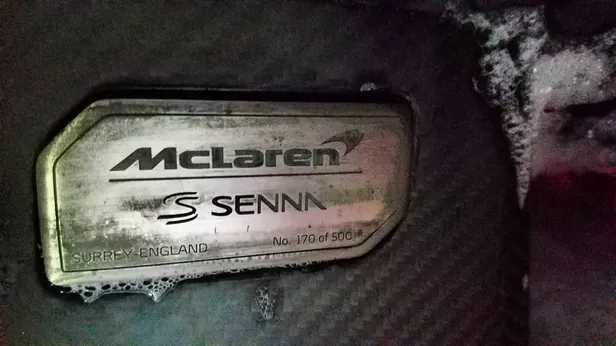 McLaren
SENNA
No. 170 of 500
SURREY-ENGLAND